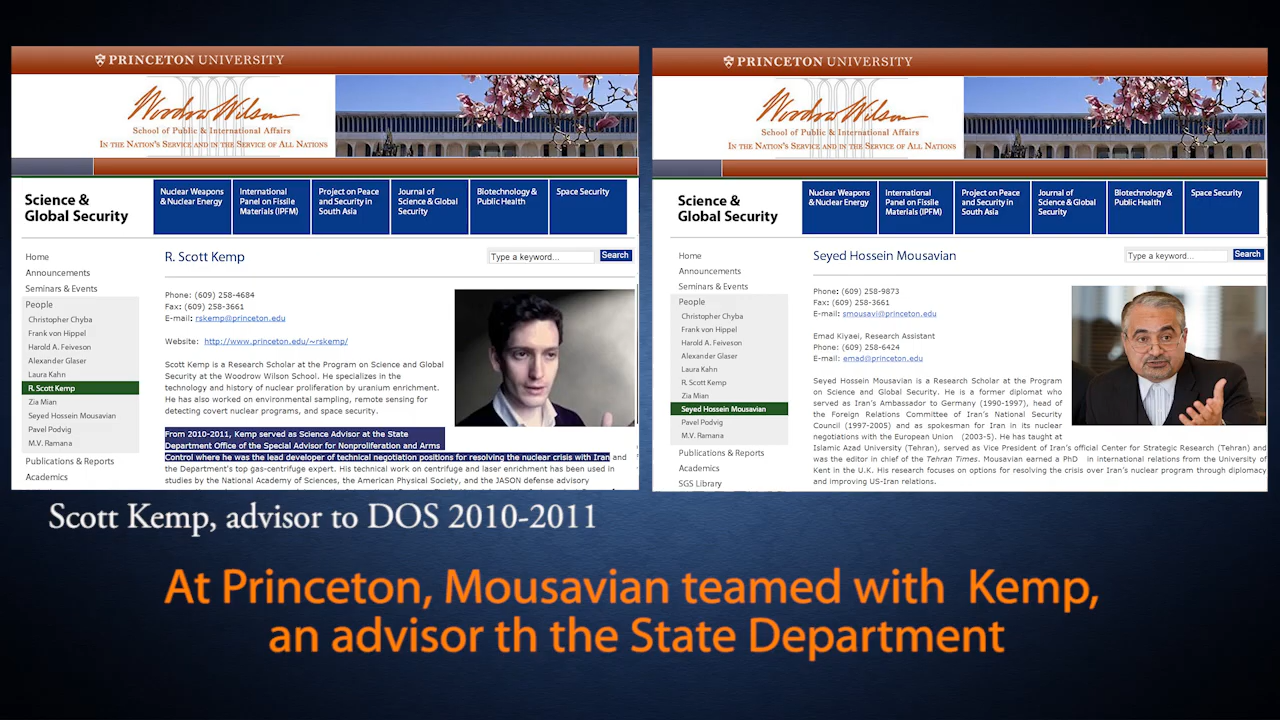 PRINCETON UNIVERSITY
Woodrow Wilson
School of Public & International Affairs
IN THE NATION'S SERVICE AND IN THE SERVICE OF ALL NATIONS
Science &
Global Security
Nuclear Weapons
& Nuclear Energy
International
Panel on Fissile
Materials (IPFM)
Project on Peace
and Security in
South Asia
Journal of
Science & Global
Security
Biotechnology &
Public Health
Space Security
Home
Announcements
Seminars & Events
People
Christopher Chyba
Frank von Hippel
Harold A. Feiveson
Alexander Glaser
Laura Kahn
R. Scott Kemp
Zia Mian
Seyed Hossein Mousavian
Pavel Podvig
M.V. Ramana
Publications & Reports
Academics
R. Scott Kemp
Type a keyword...
Search
Phone: (609) 258-4684
Fax: (609) 258-3661
E-mail: rskemp@princeton.edu
Website: http://www.princeton.edu/~rskemp/
Scott Kemp is a Research Scholar at the Program on Science and Global
Security at the Woodrow Wilson School. He specializes in the
technology and history of nuclear proliferation by uranium enrichment.
He has also worked on environmental sampling, remote sensing for
detecting covert nuclear programs, and space security.
From 2010-2011, Kemp served as Science Advisor at the State
Department Office of the Special Advisor for Nonproliferation and Arms
Control where he was the lead developer of technical negotiation positions for resolving the nuclear crisis with Iran and
the Department's top gas-centrifuge expert. His technical work on centrifuge and laser enrichment has been used in
studies by the National Academy of Sciences, the American Physical Society, and the JASON defense advisory
PRINCETON UNIVERSITY
Woodrow Wilson
School of Public & International Affairs
IN THE NATION'S SERVICE AND IN THE SERVICE OF ALL NATIONS
Science &
Global Security
Nuclear Weapons
& Nuclear Energy
International
Panel on Fissile
Materials (IPFM)
Project on Peace
and Security in
South Asia
Journal of
Science & Global
Security
Biotechnology &
Public Health
Space Security
Home
Announcements
Seminars & Events
People
Christopher Chyba
Frank von Hippel
Harold A. Feiveson
Alexander Glaser
Laura Kahn
R. Scott Kemp
Zia Mian
Seyed Hossein Mousavian
Pavel Podvig
M.V. Ramana
Publications & Reports
Academics
SGS Library
Seyed Hossein Mousavian
Type a keyword...
Search
Phone: (609) 258-9873
Fax: (609) 258-3661
E-mail: smousavi@princeton.edu
Emad Kiyaei, Research Assistant
Phone: (609) 258-6424
E-mail: emad@princeton.edu
Seyed Hossein Mousavian is a Research Scholar at the Program
on Science and Global Security. He is a former diplomat who
served as Iran's Ambassador to Germany (1990-1997), head of
the Foreign Relations Committee of Iran's National Security
Council (1997-2005) and as spokesman for Iran in its nuclear
negotiations with the European Union (2003-5). He has taught at
Islamic Azad University (Tehran), served as Vice President of Iran's official Center for Strategic Research (Tehran) and
was the editor in chief of the Tehran Times. Mousavian earned a PhD in international relations from the University of
Kent in the U.K. His research focuses on options for resolving the crisis over Iran's nuclear program through diplomacy
and improving US-Iran relations.
Scott Kemp, advisor to DOS 2010-2011
At Princeton, Mousavian teamed with Kemp,
an advisor th the State Department